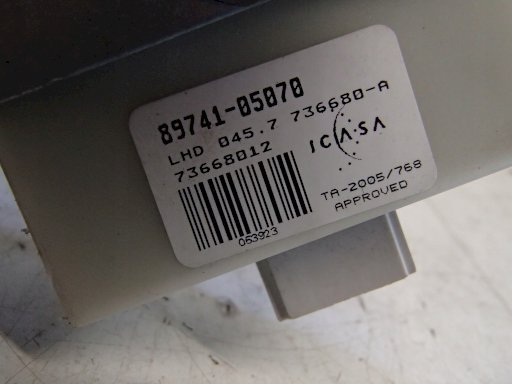 89741-05070
LHD 045.7 736680-A
73668012
ICASA
053923
TA-2005/768
APPROVED